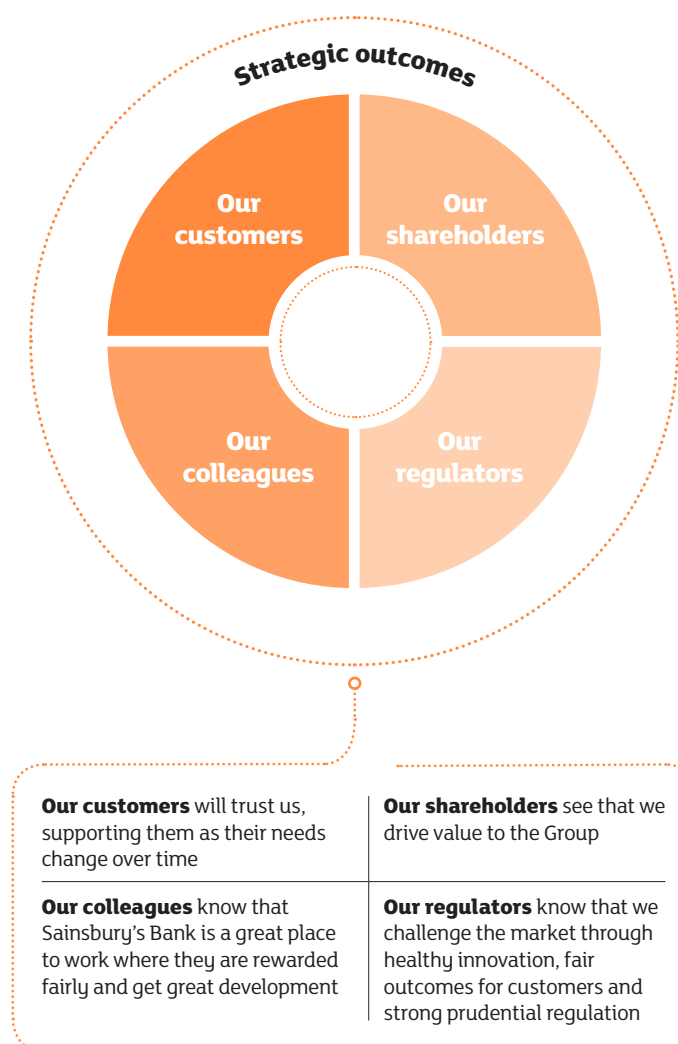 Strategic outcomes
Our
customers
Our
shareholders
Our
colleagues
Our
regulators
Our customers will trust us,
supporting them as their needs
change over time
Our shareholders see that we
drive value to the Group
Our colleagues know that
Sainsbury's Bank is a great place
to work where they are rewarded
fairly and get great development
Our regulators know that we
challenge the market through
healthy innovation, fair
outcomes for customers and
strong prudential regulation